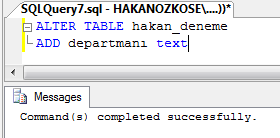 SQLQuery7.sql - HAKANOZKOSE\....))*
ALTER TABLE hakan_deneme
ADD departmanı text
Messages
Command(s) completed successfully.